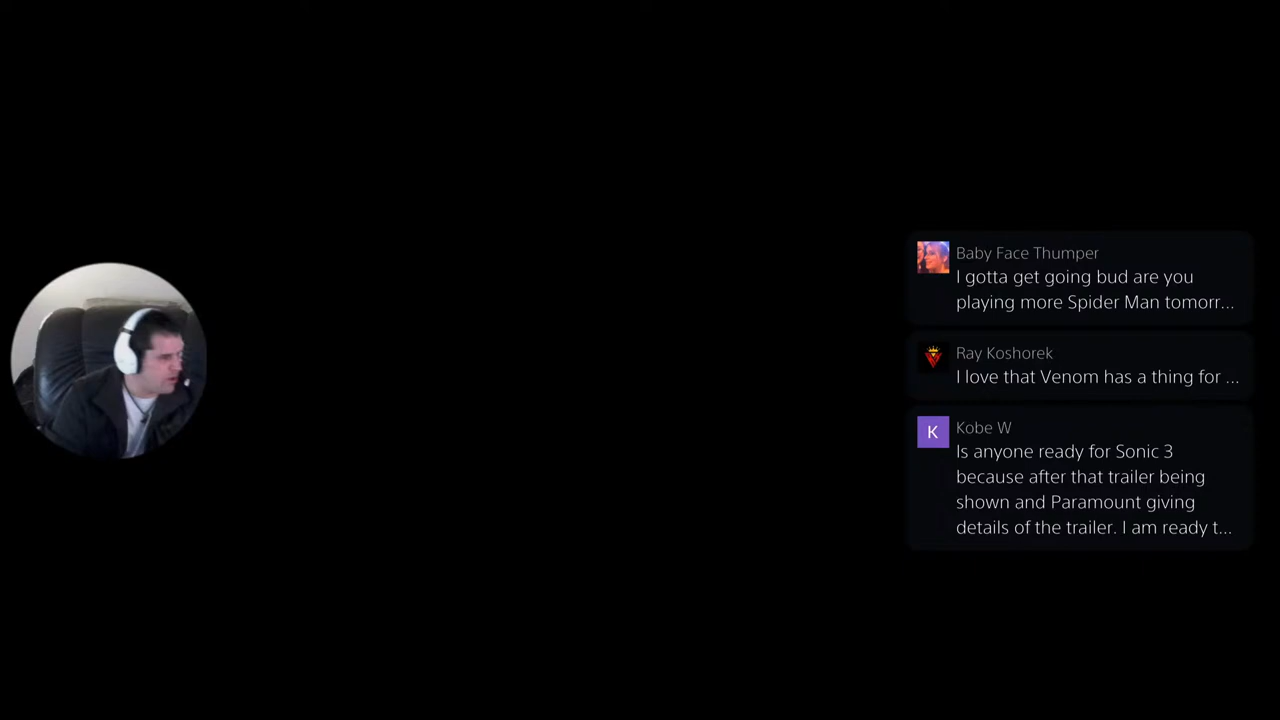 Baby Face Thumper
I gotta get going bud are you
playing more Spider Man tomorr...
Ray Koshorek
I love that Venom has a thing for ...
K
Kobe W
Is anyone ready for Sonic 3
because after that trailer being
shown and Paramount giving
details of the trailer. I am ready t...